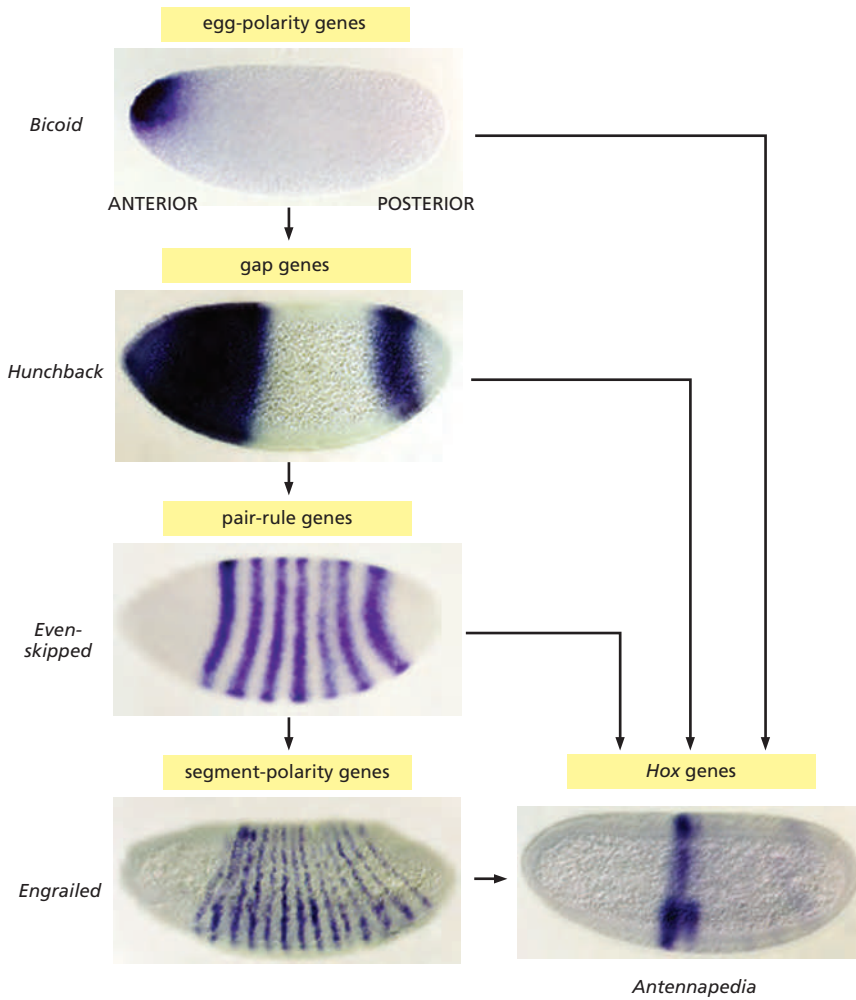 egg-polarity genes
Bicoid
ANTERIOR
POSTERIOR
gap genes
Hunchback
pair-rule genes
Even-
skipped
segment-polarity genes
Hox genes
Engrailed
Antennapedia